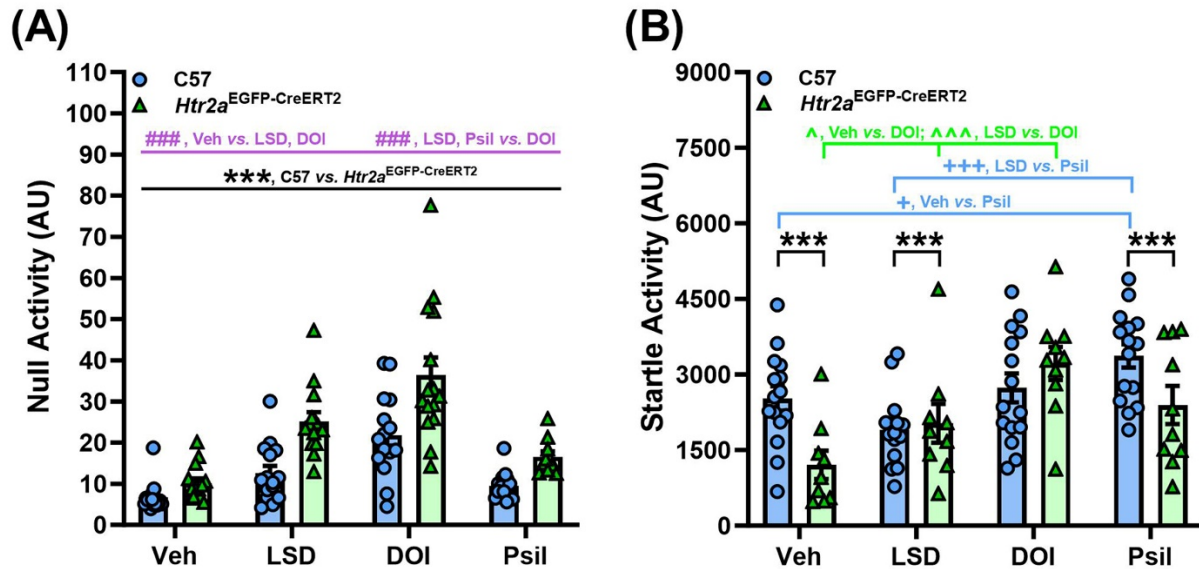 (A)
C57
Htr2aEGFP-CreERT2
###, Veh vs. LSD, DOI
###, LSD, Psil vs. DOI
***, C57 vs. Htr2aEGFP-CreERT2
Null Activity (AU)
110
100
90
80
70
60
50
40
30
20
10
0
Veh
LSD
DOI
Psil
(B)
C57
Htr2aEGFP-CreERT2
^, Veh vs. DOI; ^^^, LSD vs. DOI
+++, LSD vs. Psil
+, Veh vs. Psil
***
***
***
Startle Activity (AU)
9000
7500
6000
4500
3000
1500
0
Veh
LSD
DOI
Psil